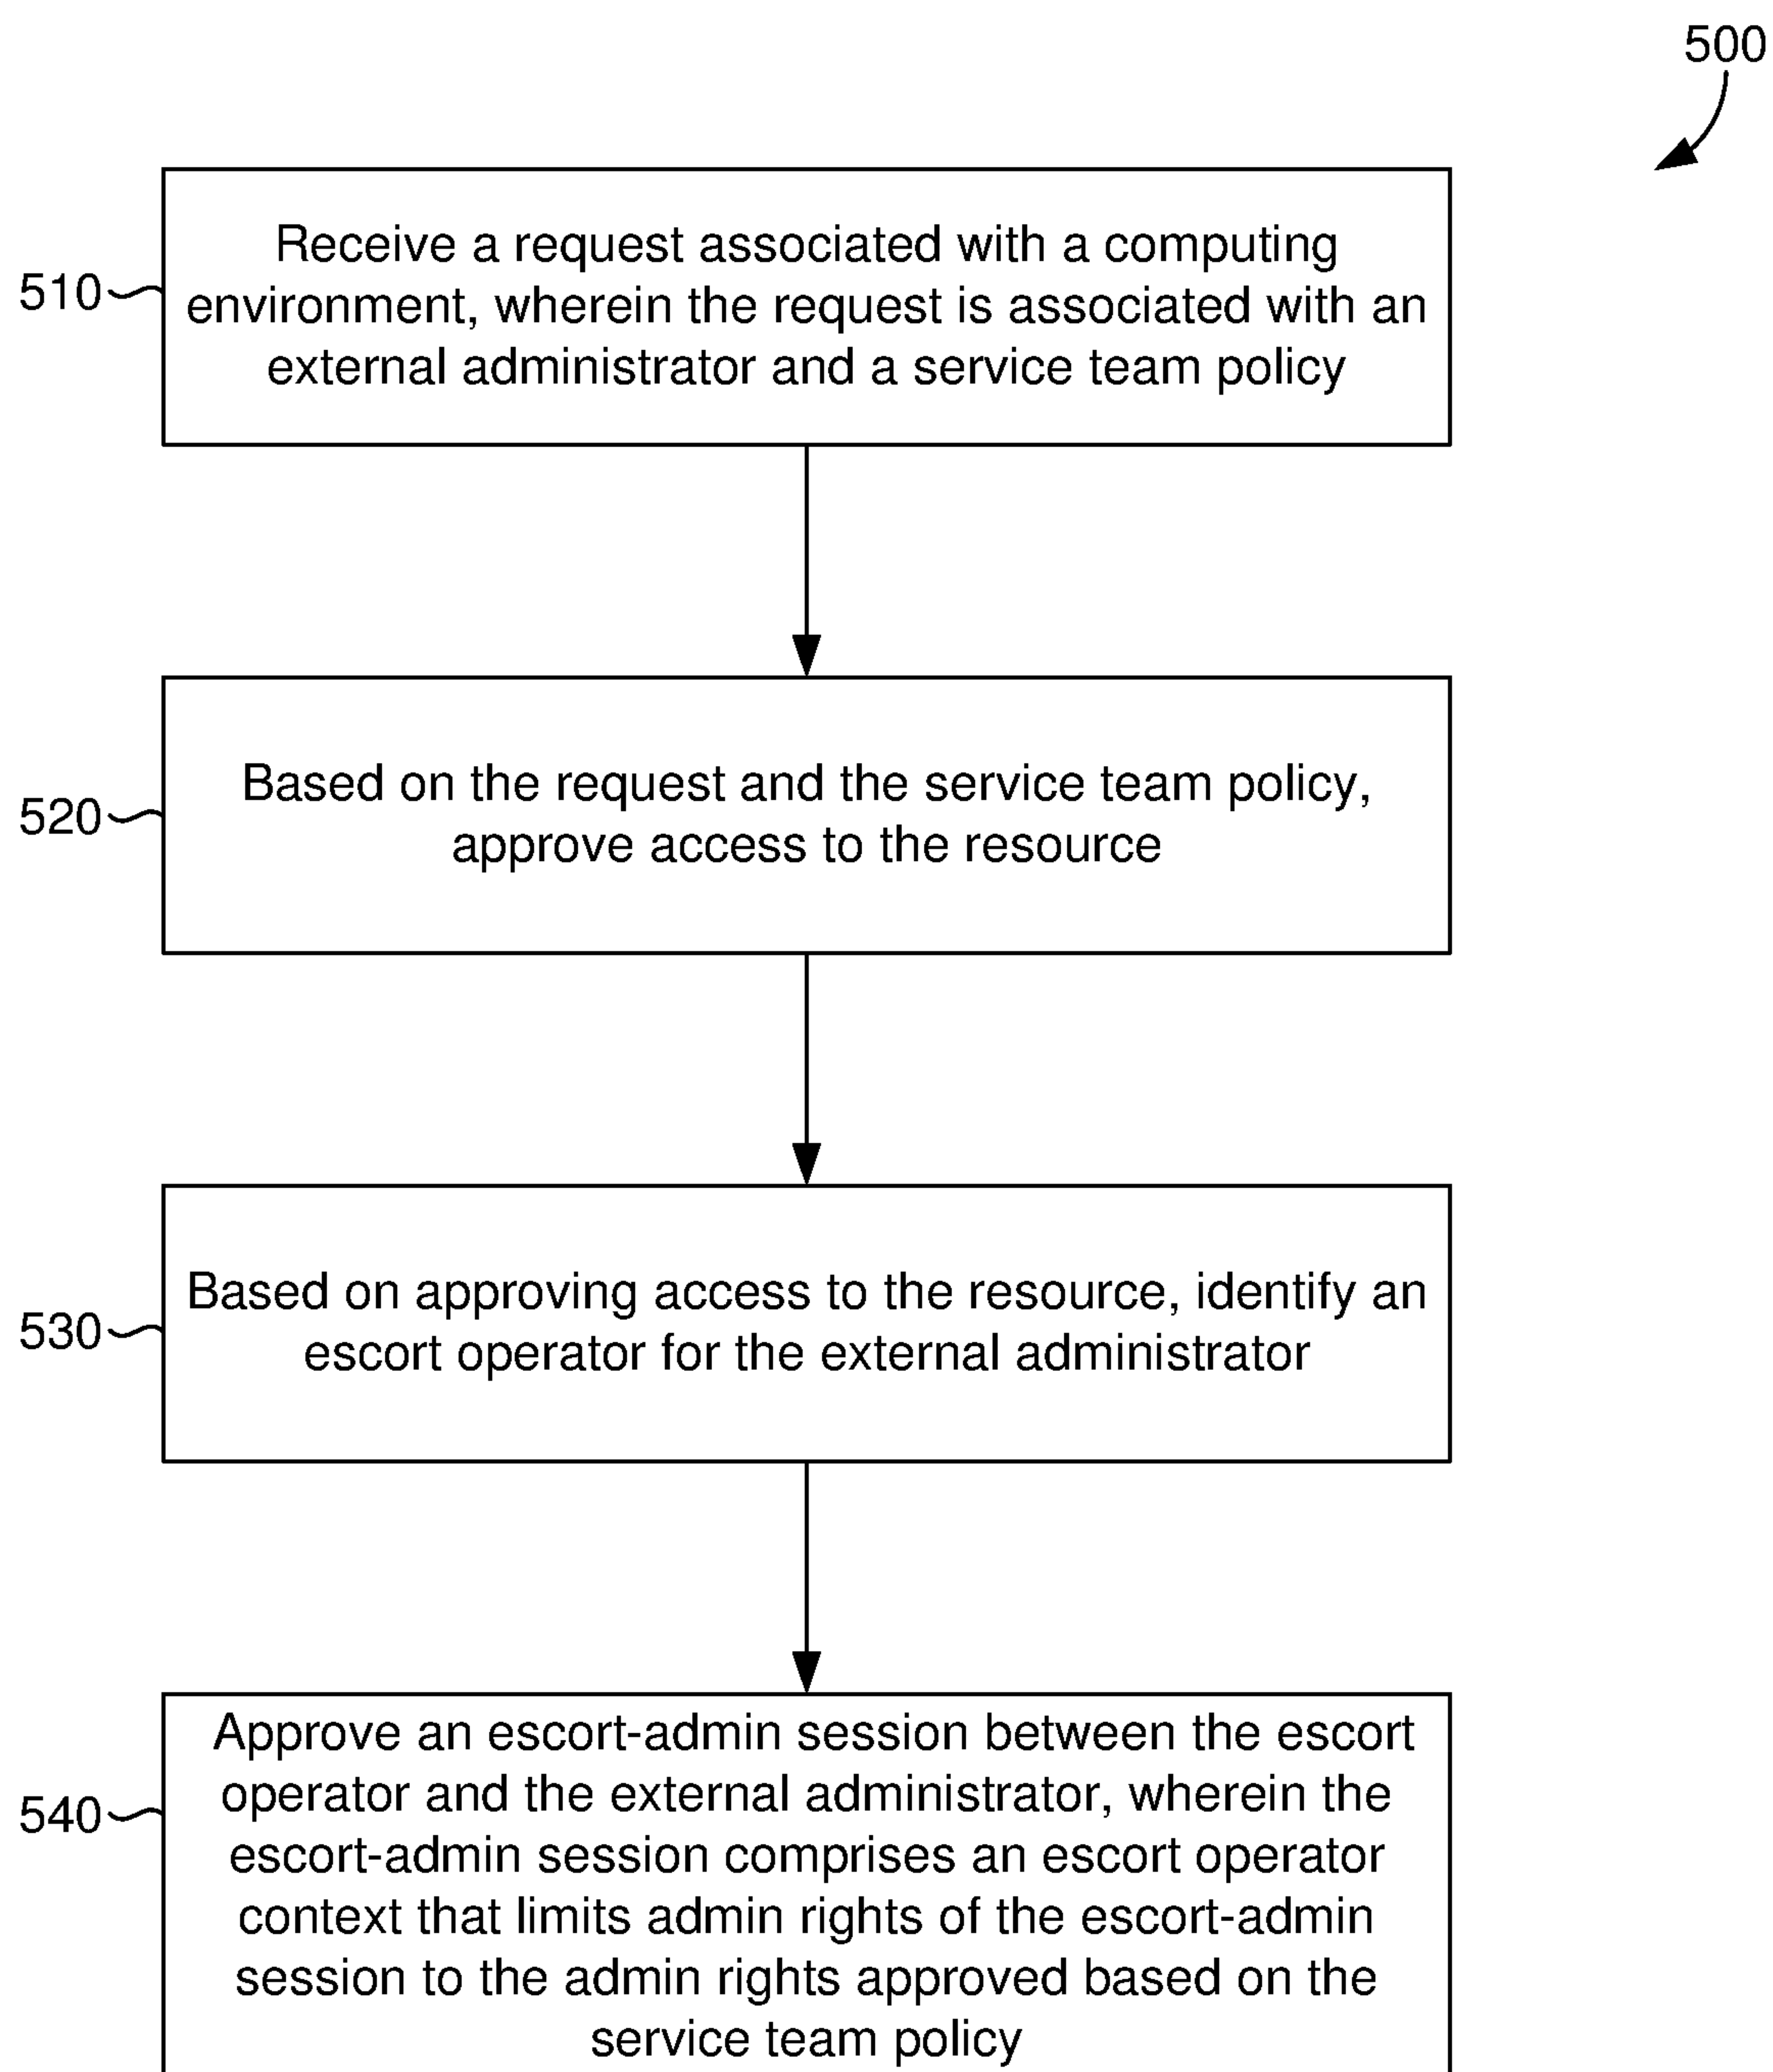 500
510
Receive a request associated with a computing
environment, wherein the request is associated with an
external administrator and a service team policy
520
Based on the request and the service team policy,
approve access to the resource
530
Based on approving access to the resource, identify an
escort operator for the external administrator
540
Approve an escort-admin session between the escort
operator and the external administrator, wherein the
escort-admin session comprises an escort operator
context that limits admin rights of the escort-admin
session to the admin rights approved based on the
service team policy